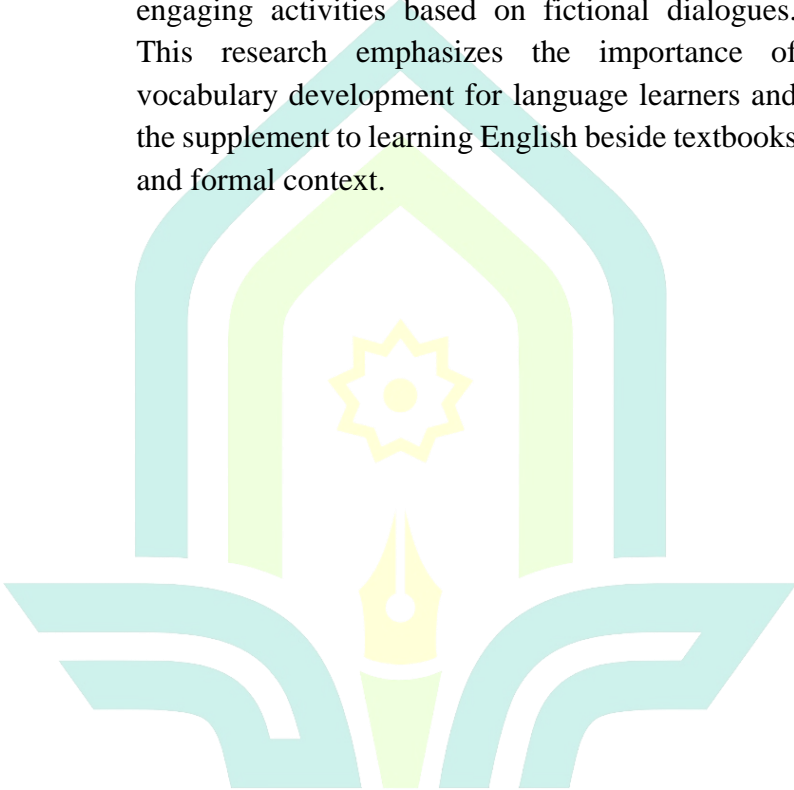 engaging activities based on fictional dialogues.
This research emphasizes the importance of
vocabulary development for language learners and
the supplement to learning English beside textbooks
and formal context.